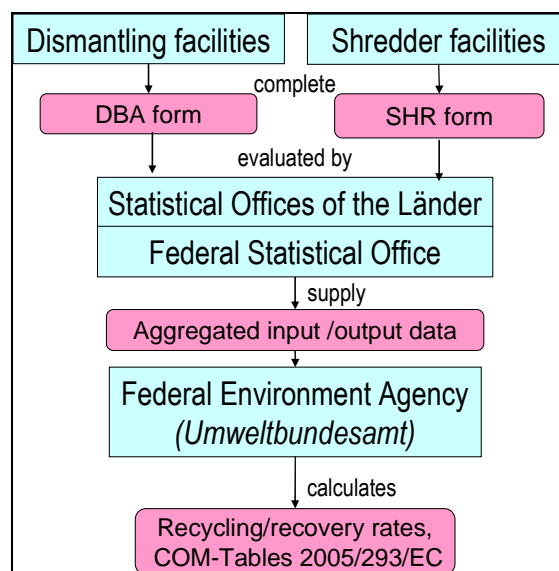 Dismantling facilities
Shredder facilities
complete
DBA form
SHR form
evaluated by
Statistical Offices of the Länder
Federal Statistical Office
supply
Aggregated input /output data
Federal Environment Agency
(Umweltbundesamt)
calculates
Recycling/recovery rates,
COM-Tables 2005/293/EC